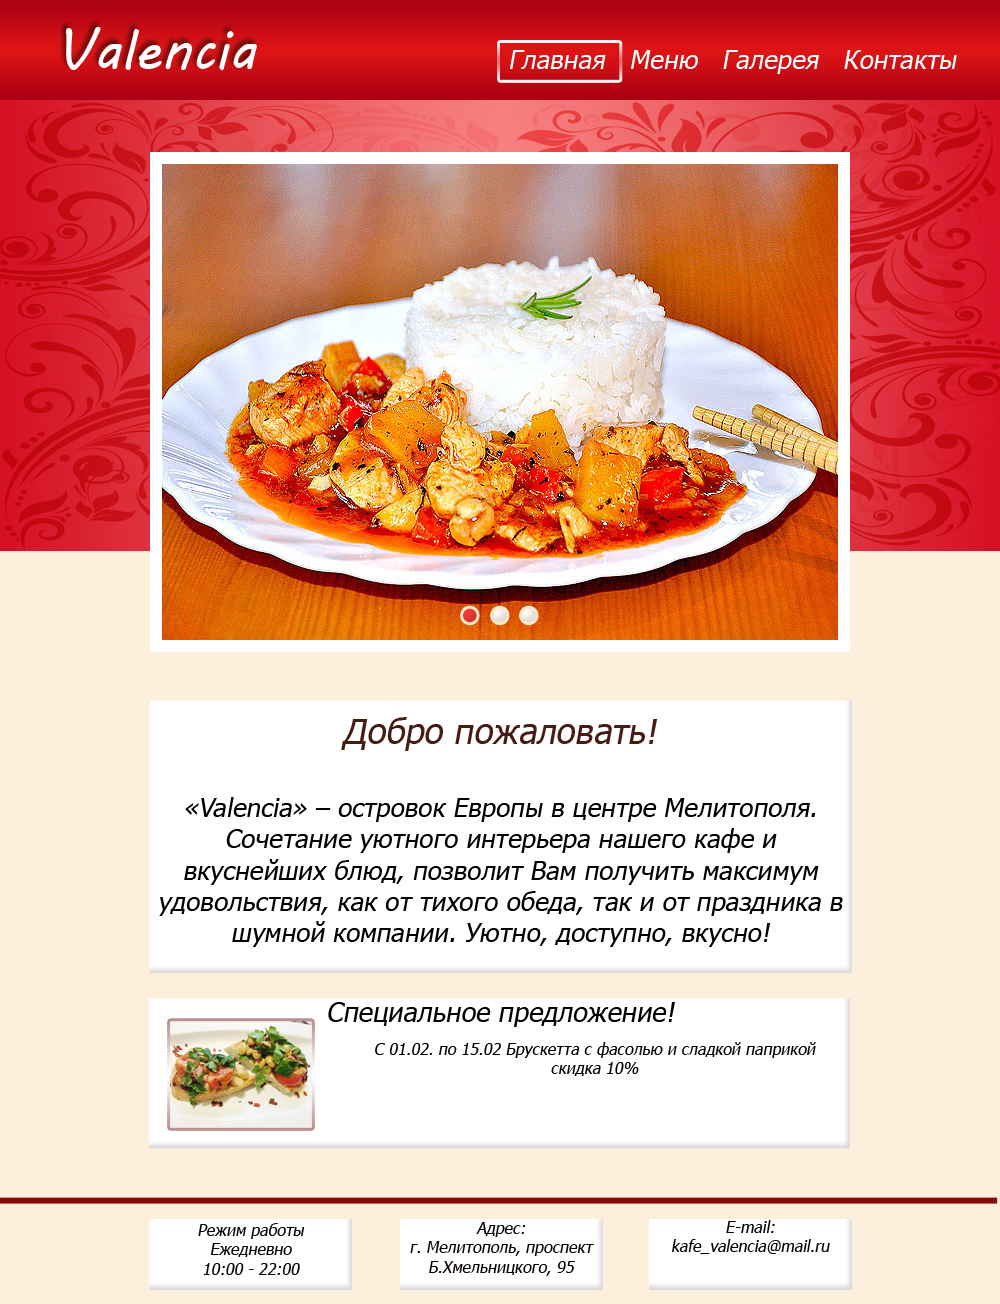 Valencia
Главная Меню Галерея Контакты
Добро пожаловать!
«Valencia» – островок Европы в центре Мелитополя.
Сочетание уютного интерьера нашего кафе и
вкуснейших блюд, позволит Вам получить максимум
удовольствия, как от тихого обеда, так и от праздника в
шумной компании. Уютно, доступно, вкусно!
Специальное предложение!
С 01.02. по 15.02 Брускетта с фасолью и сладкой паприкой
скидка 10%
Режим работы
Ежедневно
10:00 - 22:00
Адрес:
г. Мелитополь, проспект
Б.Хмельницкого, 95
E-mail:
kafe_valencia@mail.ru